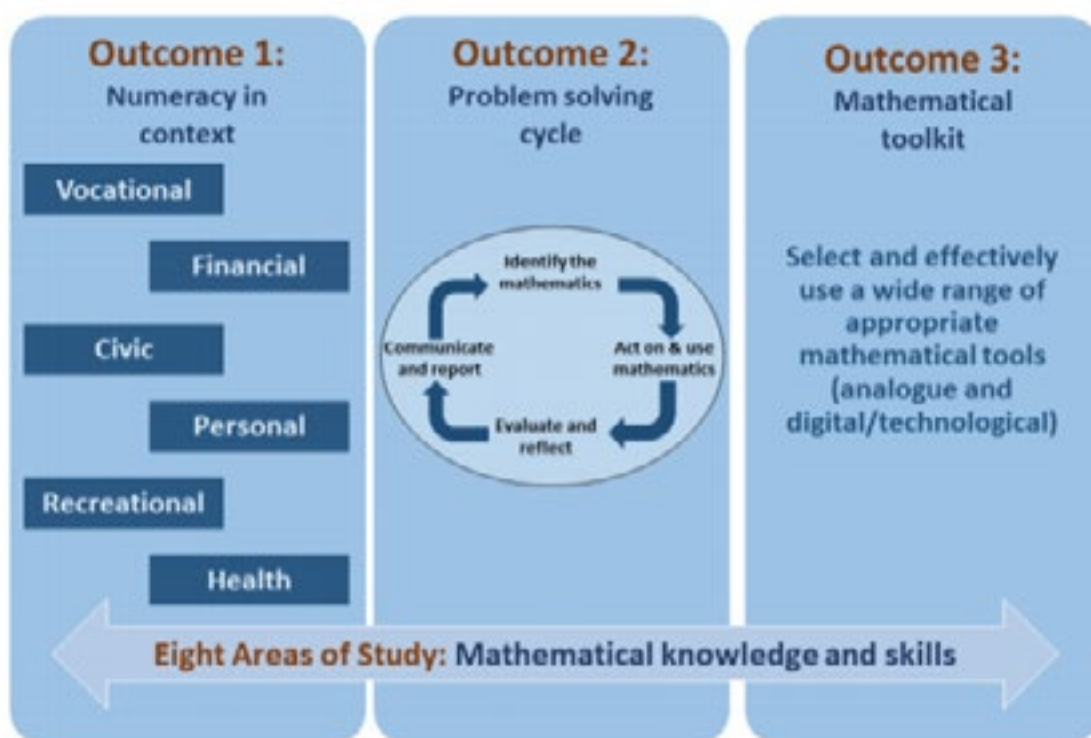 Outcome 1:
Numeracy in
context
Vocational
Financial
Civic
Personal
Recreational
Health
Outcome 2:
Problem solving
cycle
Identify the
mathematics
Act on & use
mathematics
Evaluate and
reflect
Communicate
and report
Outcome 3:
Mathematical
toolkit
Select and effectively
use a wide range of
appropriate
mathematical tools
(analogue and
digital/technological)
Eight Areas of Study: Mathematical knowledge and skills